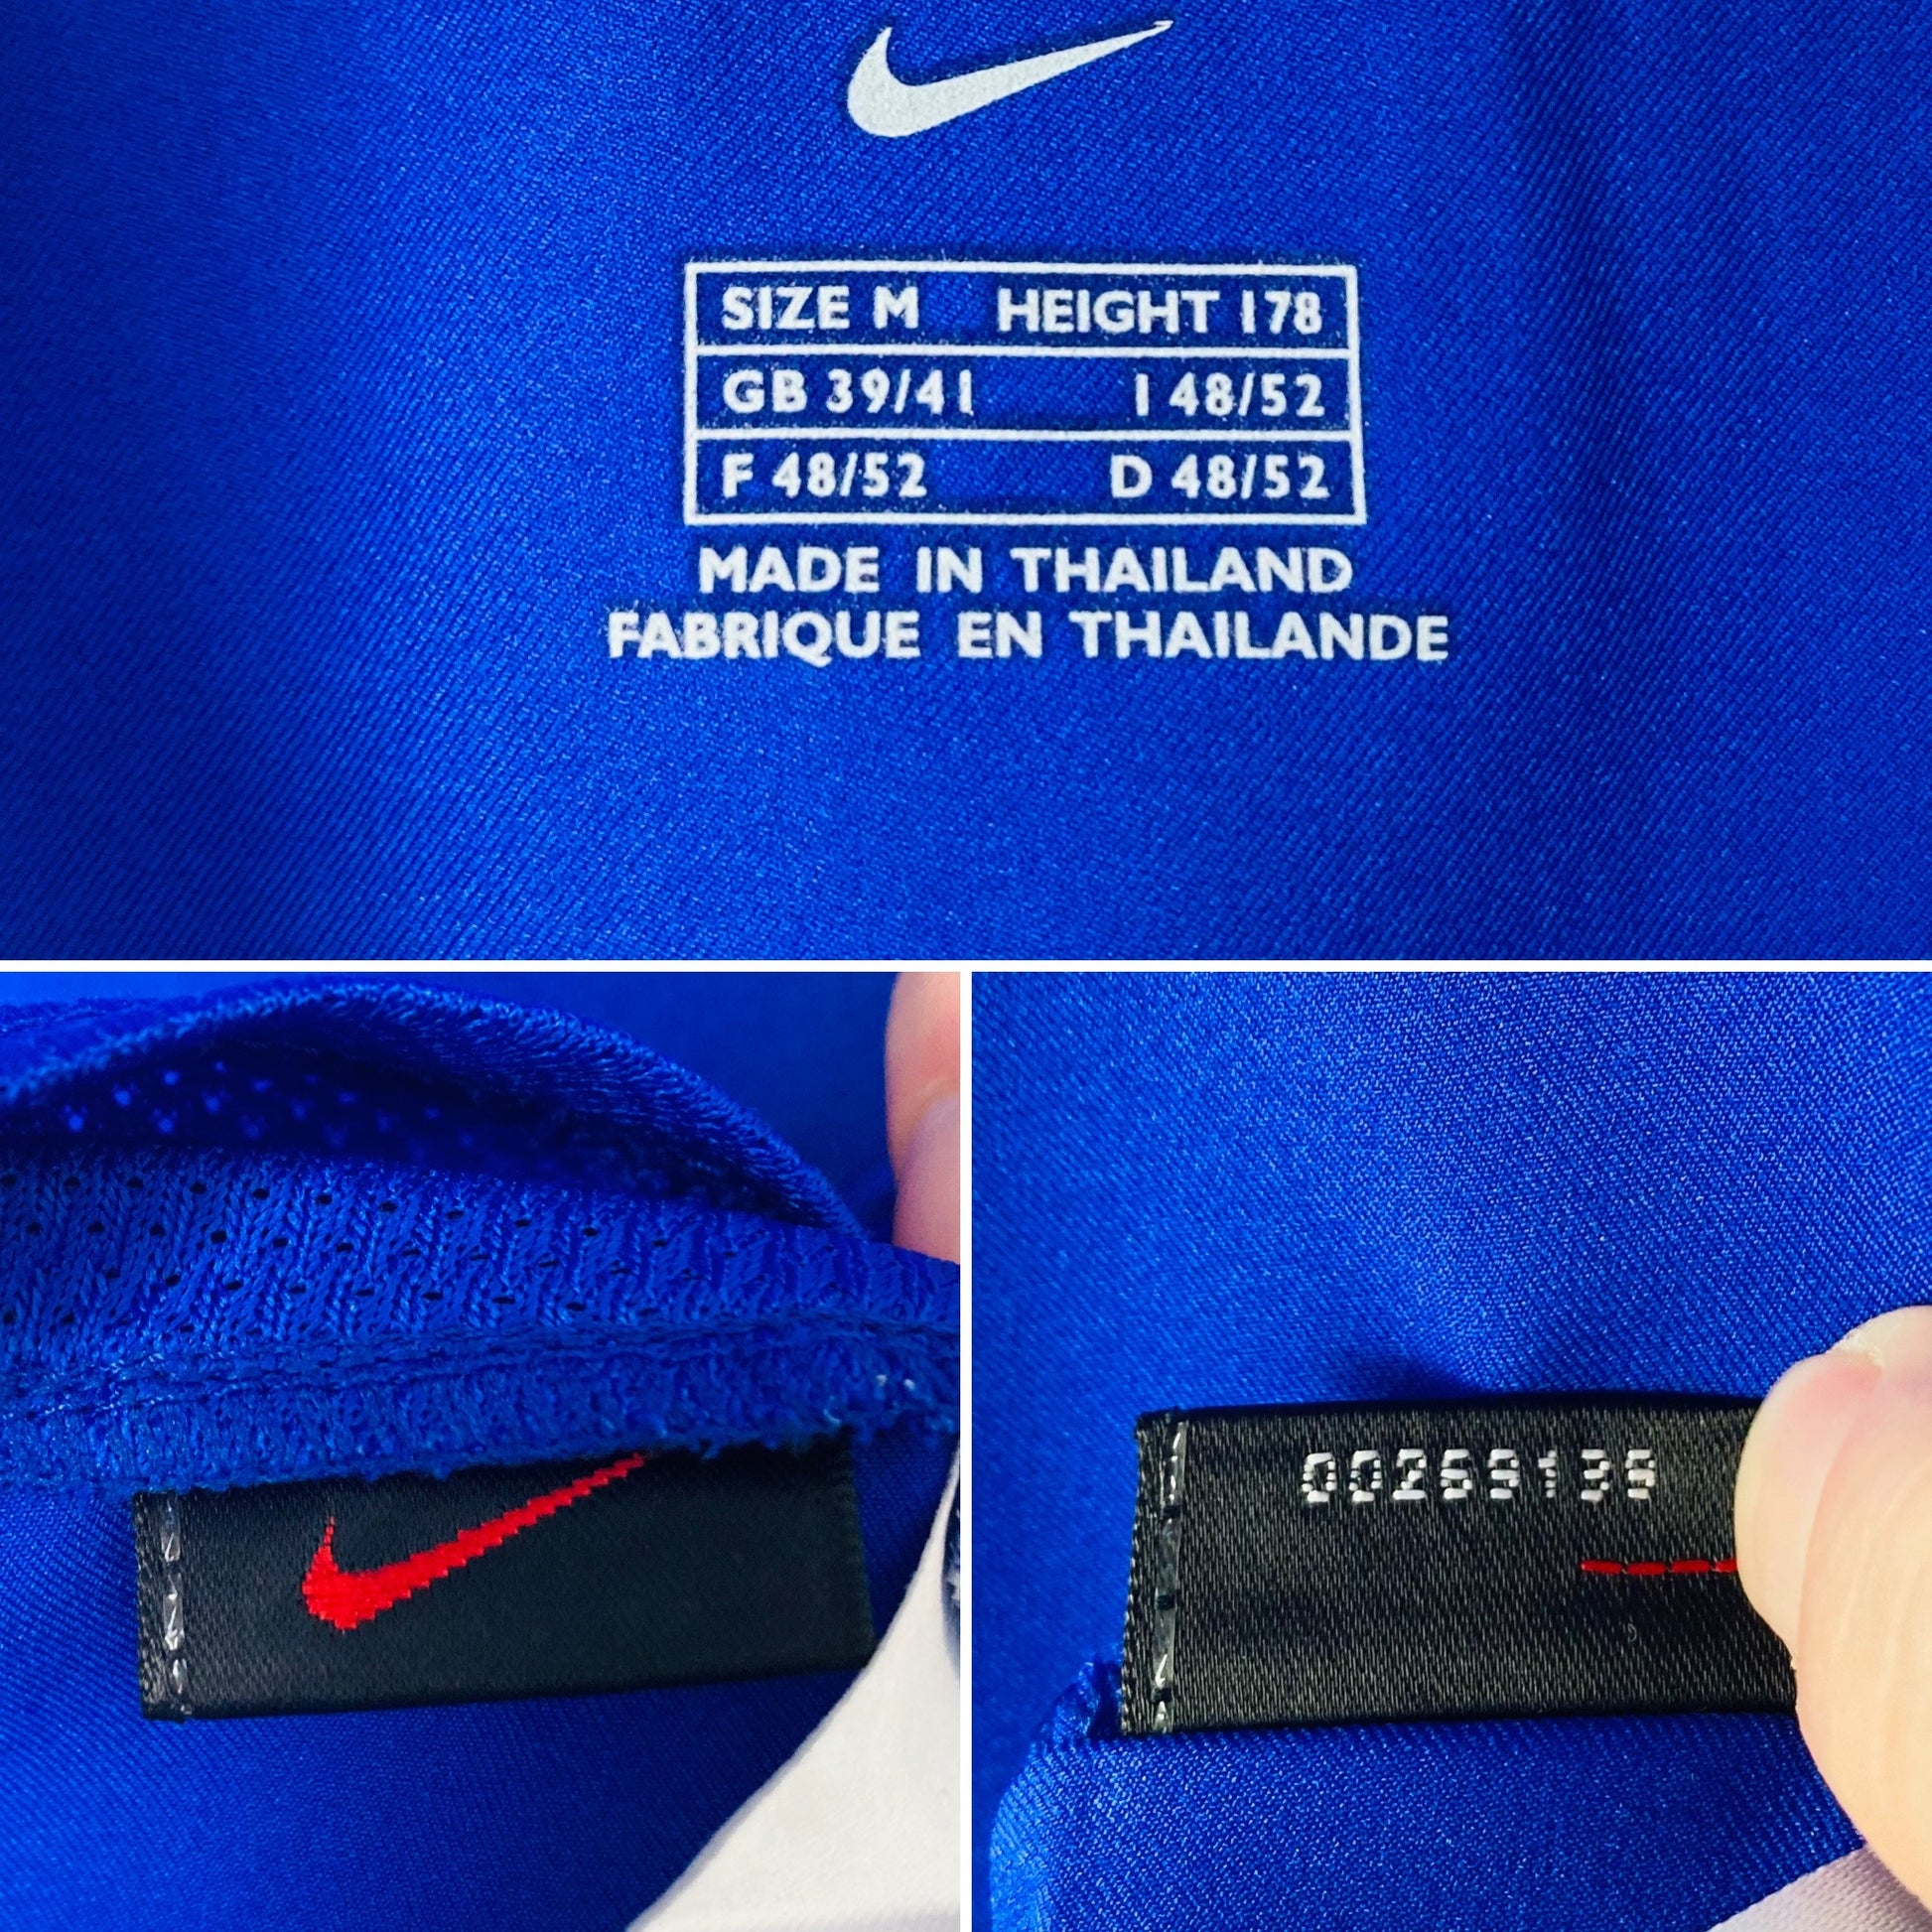 SIZE M HEIGHT 178
GB 39/41 I 48/52
F 48/52 D 48/52
MADE IN THAILAND
FABRIQUE EN THAILANDE